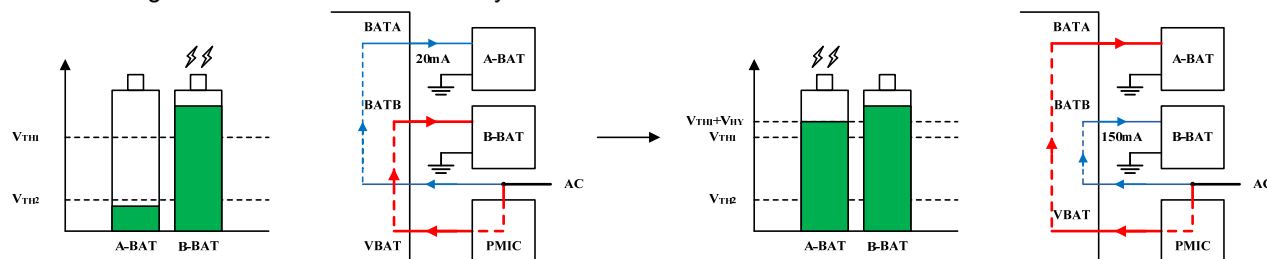 BATA
20mA
A-BAT
BATB
B-BAT
AC
VBAT
PMIC
VTH1
VTH2
A-BAT
B-BAT
VTH1+VHY
VTH1
VTH2
A-BAT
B-BAT
BATA
A-BAT
BATB
150mA
B-BAT
AC
VBAT
PMIC